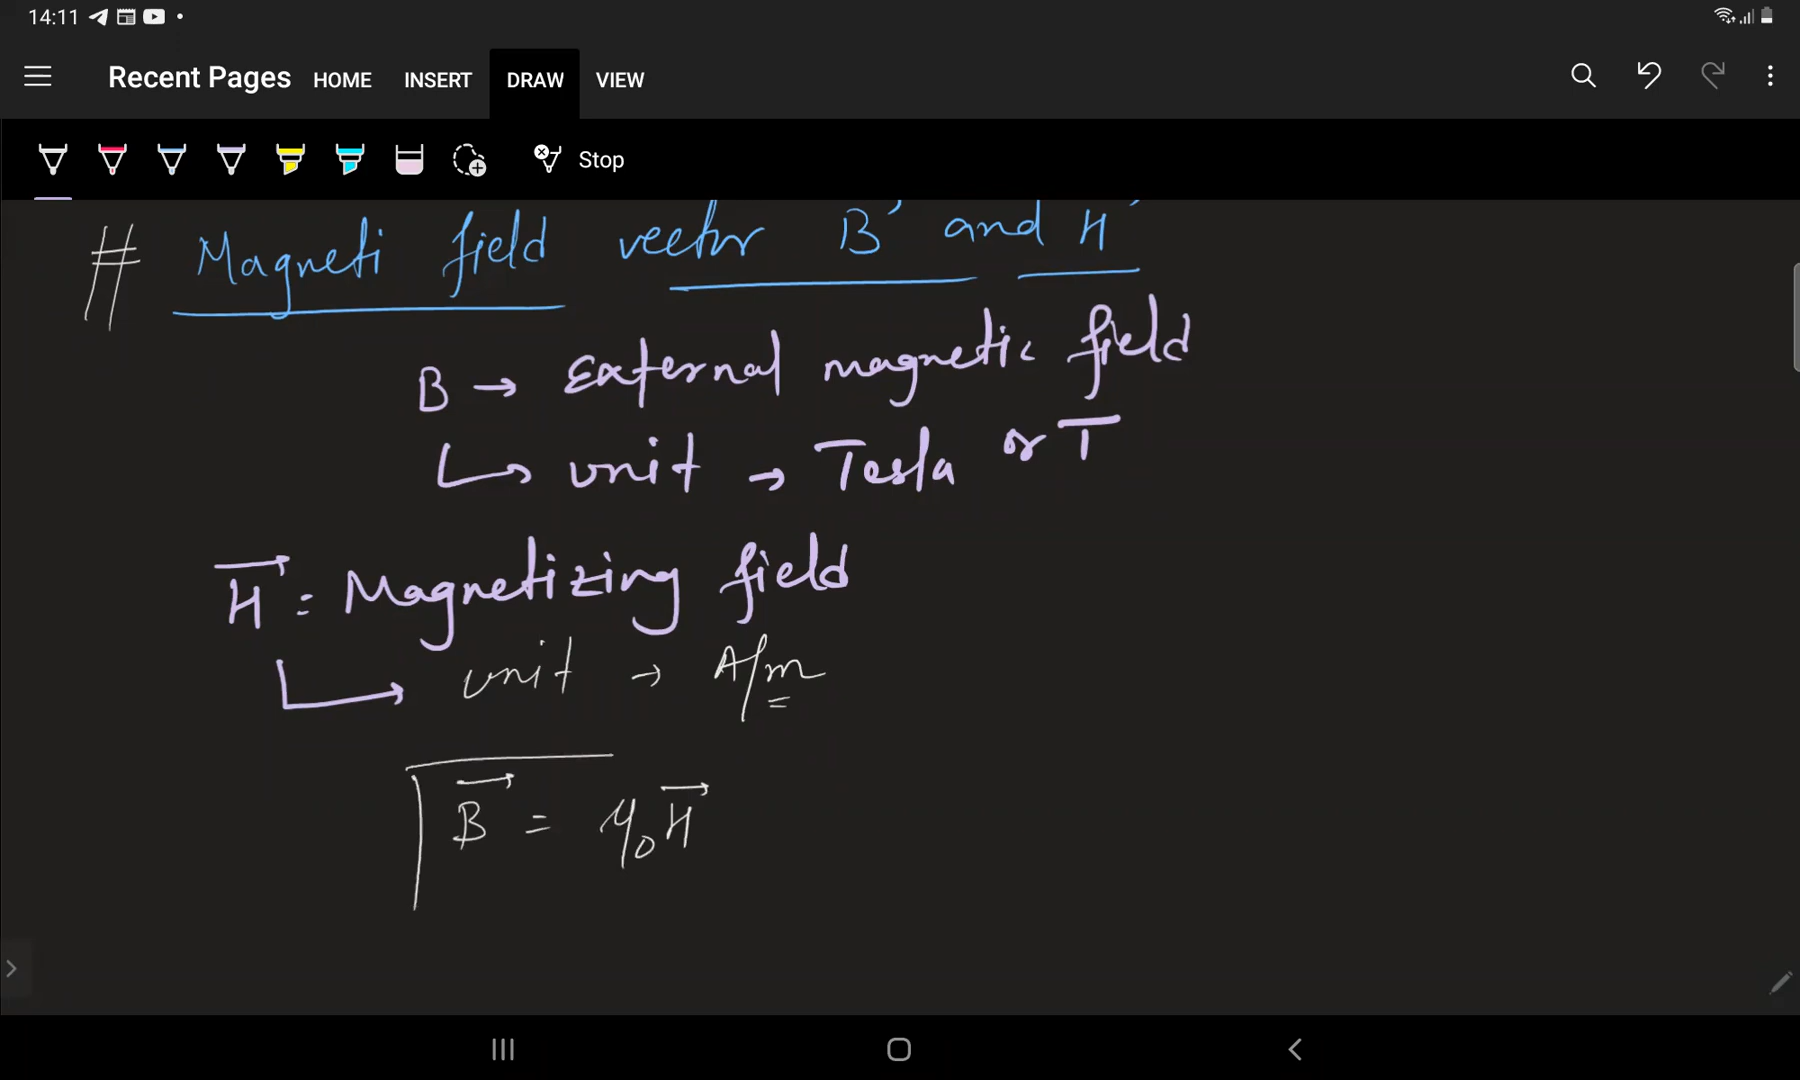 14:11
Recent Pages HOME INSERT DRAW VIEW
Stop
# Magneti field vector B' and H'
B → External magnetic field
↳ unit → Tesla or T
H⃗ = Magnetizing field
↳ unit → A/m
B⃗ = μ₀H⃗